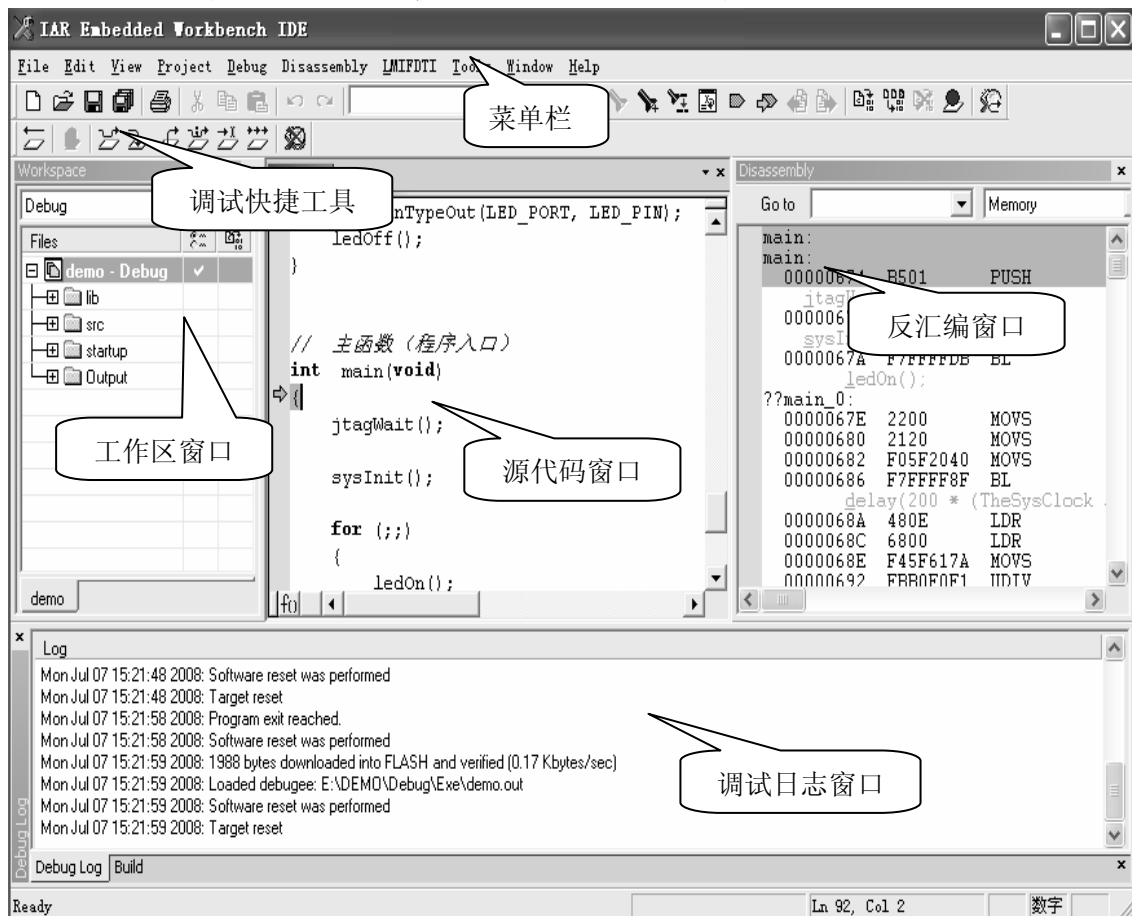 IAR Embedded Workbench IDE
File Edit View Project Debug Disassembly LMIFDTI Tools Window Help
菜单栏
调试快捷工具
Workspace
Debug
Files
demo - Debug
lib
src
startup
Output
demo
工作区窗口
nTypeOut(LED_PORT, LED_PIN);
ledOff();
}
// 主函数（程序入口）
int main(void)
{
jtagWait();
sysInit();
for (;;)
{
ledOn();
f()
源代码窗口
Disassembly
Go to
Memory
main:
main:
0000067A B501 PUSH
jtag
000006
sysI
0000067A F7FFFFDB BL
ledOn();
??main_0:
0000067E 2200 MOVS
00000680 2120 MOVS
00000682 F05F2040 MOVS
00000686 F7FFFF8F BL
delay(200 * (TheSysClock
0000068A 480E LDR
0000068C 6800 LDR
0000068E F45F617A MOVS
00000692 FBB0F0F1 UDIV
反汇编窗口
Log
Mon Jul 07 15:21:48 2008: Software reset was performed
Mon Jul 07 15:21:48 2008: Target reset
Mon Jul 07 15:21:58 2008: Program exit reached.
Mon Jul 07 15:21:58 2008: Software reset was performed
Mon Jul 07 15:21:59 2008: 1988 bytes downloaded into FLASH and verified (0.17 Kbytes/sec)
Mon Jul 07 15:21:59 2008: Loaded debugee: E:\DEMO\Debug\Exe\demo.out
Mon Jul 07 15:21:59 2008: Software reset was performed
Mon Jul 07 15:21:59 2008: Target reset
调试日志窗口
Debug Log
Debug Log Build
Ready
Ln 92, Col 2
数字